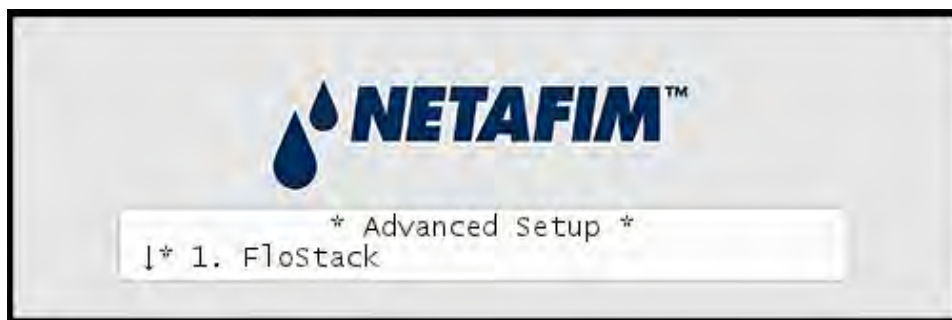 NETAFIM™
* Advanced Setup *
↓* 1. FloStack